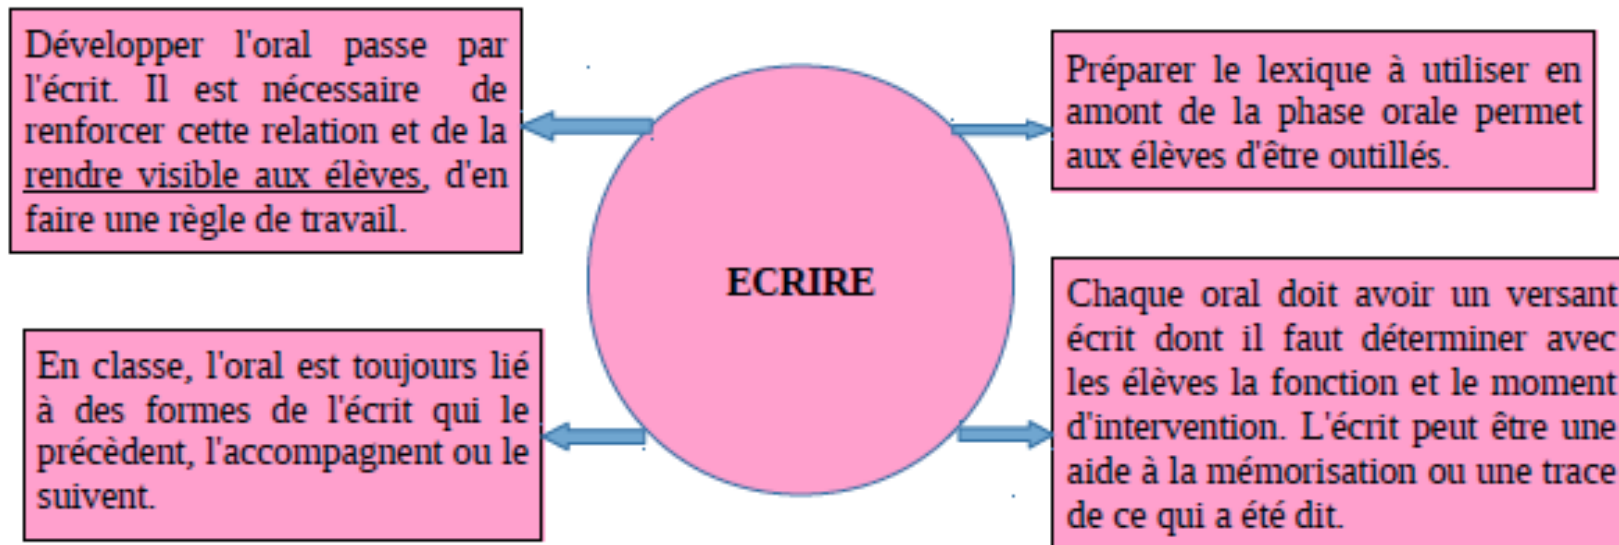 Développer l'oral passe par
l'écrit. Il est nécessaire de
renforcer cette relation et de la
rendre visible aux élèves, d'en
faire une règle de travail.
Préparer le lexique à utiliser en
amont de la phase orale permet
aux élèves d'être outillés.
ECRIRE
En classe, l'oral est toujours lié
à des formes de l'écrit qui le
précèdent, l'accompagnent ou le
suivent.
Chaque oral doit avoir un versant
écrit dont il faut déterminer avec
les élèves la fonction et le moment
d'intervention. L'écrit peut être une
aide à la mémorisation ou une trace
de ce qui a été dit.